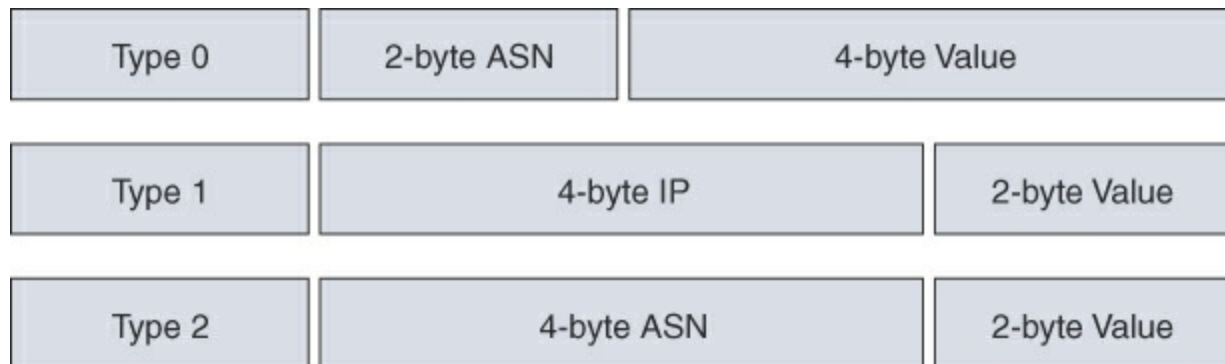 Type 0 2-byte ASN 4-byte Value
Type 1 4-byte IP 2-byte Value
Type 2 4-byte ASN 2-byte Value